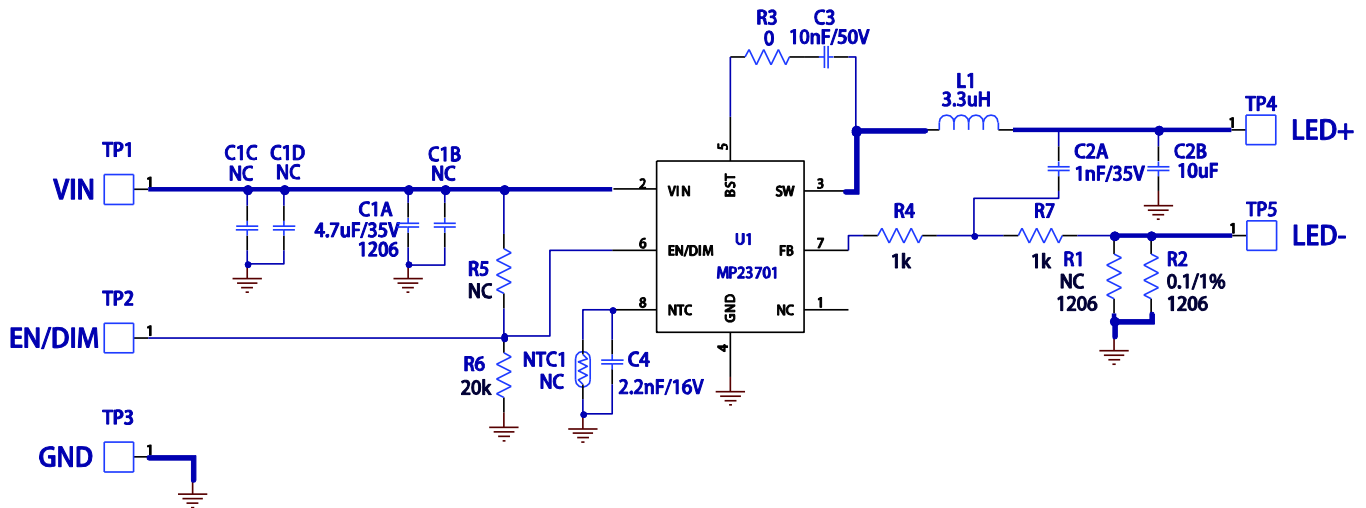 R3
0
C3
10nF/50V
L1
3.3uH
TP4
1
LED+
TP1
1
VIN
C1C
NC
C1D
NC
C1B
NC
C1A
4.7uF/35V
1206
2
VIN
5
BST
SW
3
C2A
1nF/35V
C2B
10uF
6
EN/DIM
U1
MP23701
FB
7
R4
1k
R7
1k
TP5
1
LED-
R1
NC
1206
R2
0.1/1%
1206
R5
NC
8
NTC
GND
4
NC
1
TP2
1
EN/DIM
R6
20k
NTC1
NC
C4
2.2nF/16V
TP3
1
GND